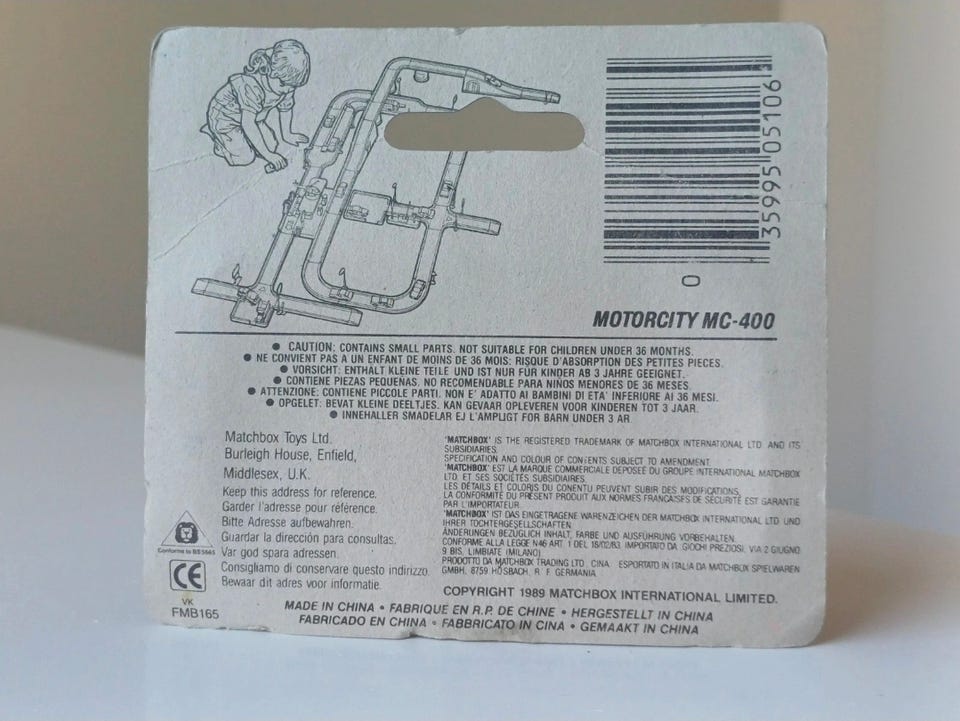 35995 05106
0
MOTORCITY MC-400
● CAUTION: CONTAINS SMALL PARTS. NOT SUITABLE FOR CHILDREN UNDER 36 MONTHS.
● NE CONVIENT PAS A UN ENFANT DE MOINS DE 36 MOIS: RISQUE D'ABSORPTION DES PETITES PIECES.
● VORSICHT: ENTHALT KLEINE TEILE UND IST NUR FÜR KINDER AB 3 JAHRE GEEIGNET.
● CONTIENE PIEZAS PEQUEÑAS. NO RECOMENDABLE PARA NIÑOS MENORES DE 36 MESES.
● ATTENZIONE: CONTIENE PICCOLE PARTI. NON E' ADATTO AI BAMBINI DI ETA' INFERIORE AI 36 MESI.
● OPGELET: BEVAT KLEINE DEELTJES. KAN GEVAAR OPLEVEREN VOOR KINDEREN TOT 3 JAAR.
● INNEHALLER SMADELAR EJ LAMPLIGT FOR BARN UNDER 3 AR
Matchbox Toys Ltd.
Burleigh House, Enfield,
Middlesex, U.K.
Keep this address for reference.
Garder l'adresse pour référence.
Bitte Adresse aufbewahren.
Guardar la dirección para consultas.
Var god spara adressen.
Consigliamo di conservare questo indirizzo.
Bewaar dit adres voor informatie.
'MATCHBOX' IS THE REGISTERED TRADEMARK OF MATCHBOX INTERNATIONAL LTD AND ITS
SUBSIDIARIES.
SPECIFICATION AND COLOUR OF CONTENTS SUBJECT TO AMENDMENT.
'MATCHBOX' EST LA MARQUE COMMERCIALE DEPOSEE DU GROUPE INTERNATIONAL MATCHBOX
LTD. ET SES SOCIÉTÉS SUBSIDIAIRES.
LES DÉTAILS ET COLORIS DU CONTENU PEUVENT SUBIR DES MODIFICATIONS.
LA CONFORMITÉ DU PRÉSENT PRODUIT AUX NORMES FRANCAISES DE SECURITÉ EST GARANTIE
PAR L'IMPORTATEUR.
'MATCHBOX' IST DAS EINGETRAGENE WARENZEICHEN DER MATCHBOX INTERNATIONAL LTD. UND
IHRER TOCHTERGESELLSCHAFTEN.
ÄNDERUNGEN BEZÜGLICH INHALT, FARBE UND AUSFÜHRUNG VORBEHALTEN.
CONFORME ALLA LEGGE N46 ART. 1 DEL 18/02/83. IMPORTATO DA: GIOCHI PREZIOSI, VIA 2 GIUGNO
9 BIS, LIMBIATE (MILANO)
PRODOTTO DA MATCHBOX TRADING LTD. CINA. ESPORTATO IN ITALIA DA MATCHBOX SPIELWAREN
GMBH, 8759 HÖSBACH, R. F. GERMANIA.
Conforms to BS5665
CE
VK
FMB165
COPYRIGHT 1989 MATCHBOX INTERNATIONAL LIMITED.
MADE IN CHINA • FABRIQUE EN R.P. DE CHINE • HERGESTELLT IN CHINA
FABRICADO EN CHINA • FABBRICATO IN CINA • GEMAAKT IN CHINA